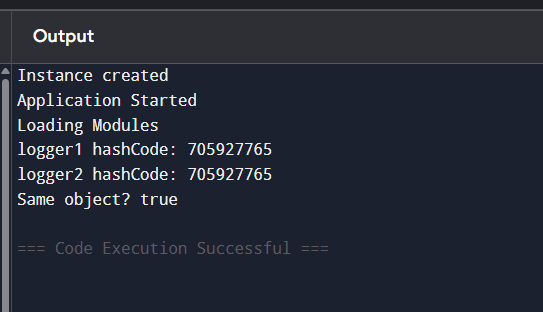 Output
Instance created
Application Started
Loading Modules
logger1 hashCode: 705927765
logger2 hashCode: 705927765
Same object? true
=== Code Execution Successful ===